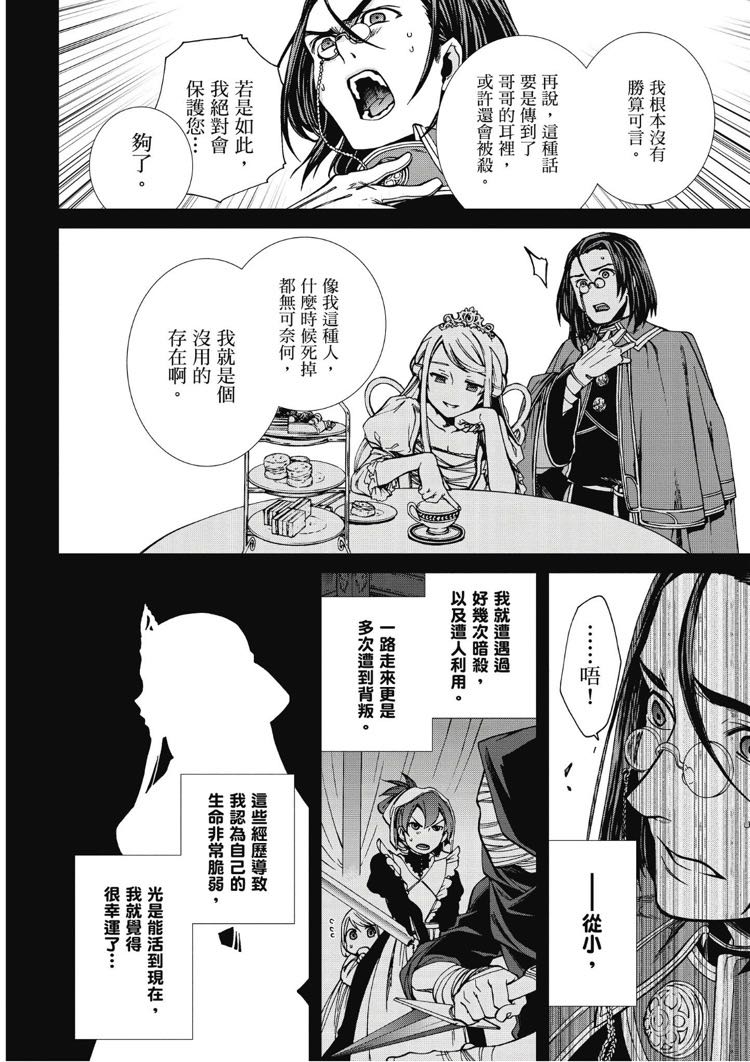 我根本沒有
勝算可言。
再說，這種話
要是傳到了
哥哥的耳裡，
或許還會被殺。
若是如此，
我絕對會
保護您…
夠了。
像我這種人，
什麼時候死掉
都無可奈何，
我就是個
沒用的
存在啊。
……唔！
──從小，
我就遭遇過
好幾次暗殺，
以及遭人利用。
一路走來更是
多次遭到背叛。
這些經歷導致
我認為自己的
生命非常脆弱，
光是能活到現在，
我就覺得
很幸運了…